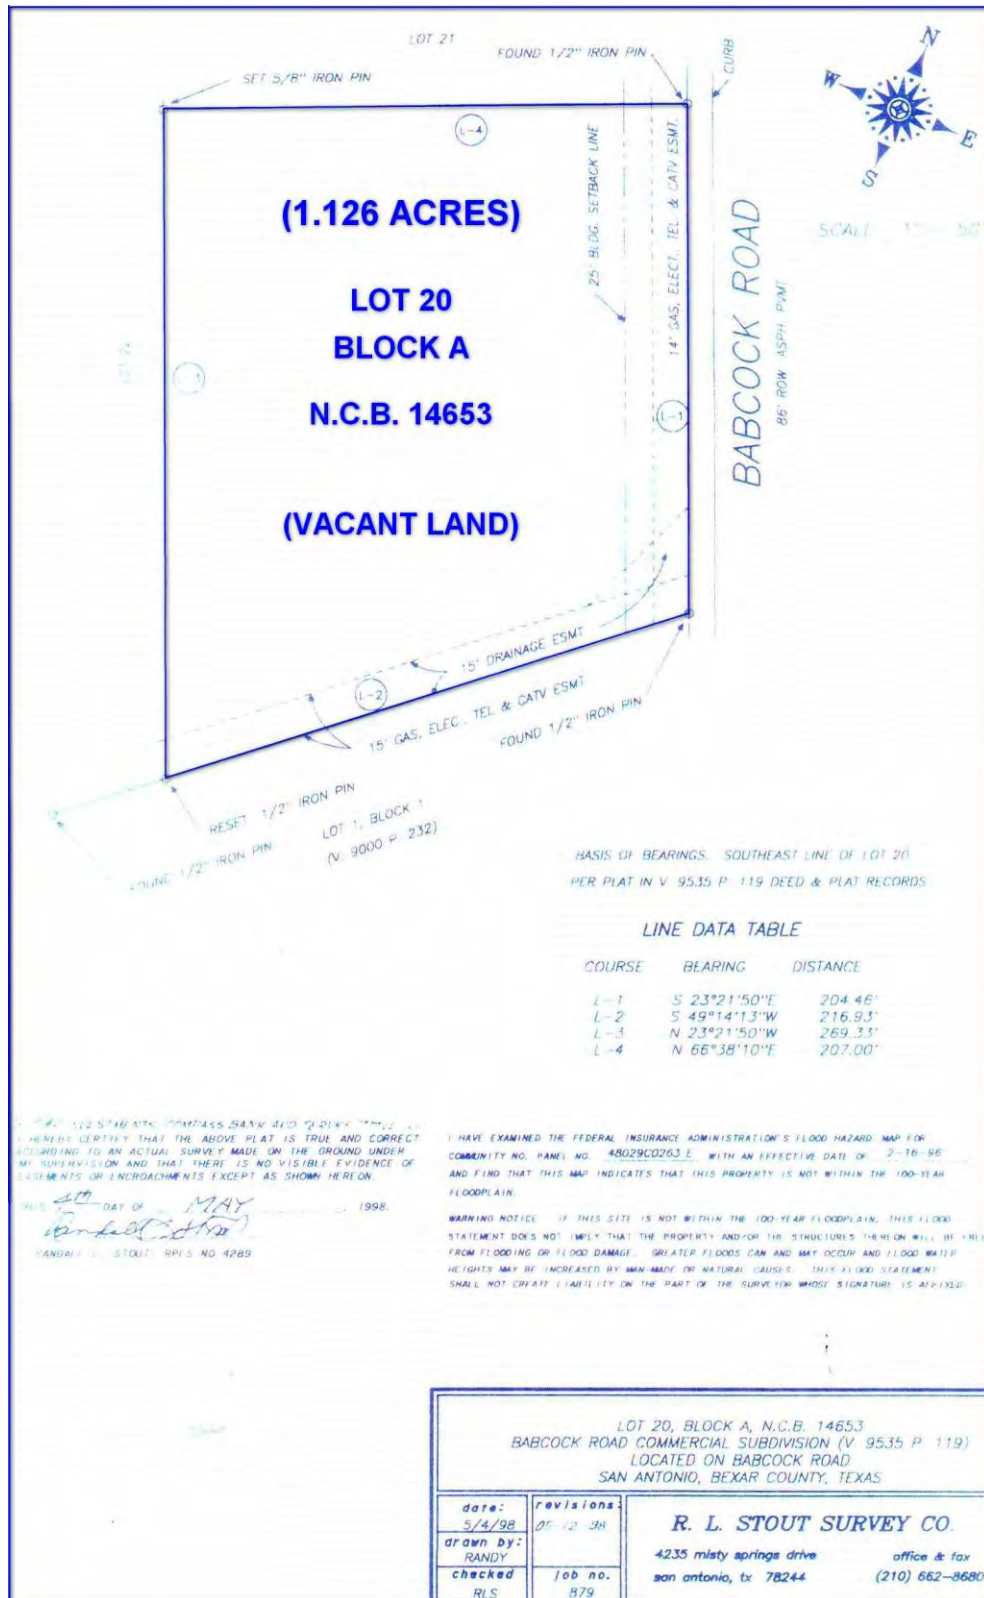 LOT 21
FOUND 1/2" IRON PIN
CURB
N
W
E
S
SET 5/8" IRON PIN
L-4
(1.126 ACRES)
LOT 20
BLOCK A
N.C.B. 14653
(VACANT LAND)
25' BLDG. SETBACK LINE
14' GAS, ELECT., TEL. & CATV ESMT.
BABCOCK ROAD
86' ROW ASPH PVMT.
SCALE
L-3
L-1
15' DRAINAGE ESMT
L-2
15' GAS, ELEC., TEL & CATV ESMT.
FOUND 1/2" IRON PIN
RESET 1/2" IRON PIN
FOUND 1/2" IRON PIN
LOT 1, BLOCK 1
(V. 9000 P. 232)
BASIS OF BEARINGS. SOUTHEAST LINE OF LOT 20
PER PLAT IN V 9535 P 119 DEED & PLAT RECORDS
LINE DATA TABLE
COURSE BEARING DISTANCE
L-1 S 23°21'50"E 204.46'
L-2 S 49°14'13"W 216.93'
L-3 N 23°21'50"W 269.33'
L-4 N 66°38'10"E 207.00'
COMPASS BANK AND
I HEREBY CERTIFY THAT THE ABOVE PLAT IS TRUE AND CORRECT
ACCORDING TO AN ACTUAL SURVEY MADE ON THE GROUND UNDER
MY SUPERVISION AND THAT THERE IS NO VISIBLE EVIDENCE OF
EASEMENTS OR ENCROACHMENTS EXCEPT AS SHOWN HEREON.
THIS 4th DAY OF MAY 1998.
RANDALL L. STOUT RPLS NO 4289
I HAVE EXAMINED THE FEDERAL INSURANCE ADMINISTRATION'S FLOOD HAZARD MAP FOR
COMMUNITY NO. PANEL NO. 48029C0263 E WITH AN EFFECTIVE DATE OF 2-16-96
AND FIND THAT THIS MAP INDICATES THAT THIS PROPERTY IS NOT WITHIN THE 100-YEAR
FLOODPLAIN.
WARNING NOTICE IF THIS SITE IS NOT WITHIN THE 100-YEAR FLOODPLAIN, THIS FLOOD
STATEMENT DOES NOT IMPLY THAT THE PROPERTY AND/OR THE STRUCTURES THEREON WILL BE FREE
FROM FLOODING OR FLOOD DAMAGE. GREATER FLOODS CAN AND MAY OCCUR AND FLOOD WATER
HEIGHTS MAY BE INCREASED BY MAN-MADE OR NATURAL CAUSES. THIS FLOOD STATEMENT
SHALL NOT CREATE LIABILITY ON THE PART OF THE SURVEYOR WHOSE SIGNATURE IS AFFIXED.
LOT 20, BLOCK A, N.C.B. 14653
BABCOCK ROAD COMMERCIAL SUBDIVISION (V 9535 P 119)
LOCATED ON BABCOCK ROAD
SAN ANTONIO, BEXAR COUNTY, TEXAS
date:
5/4/98
revisions:
05-12-98
drawn by:
RANDY
checked
RLS
job no.
879
R. L. STOUT SURVEY CO.
4235 misty springs drive office & fax
san antonio, tx 78244 (210) 662-8680